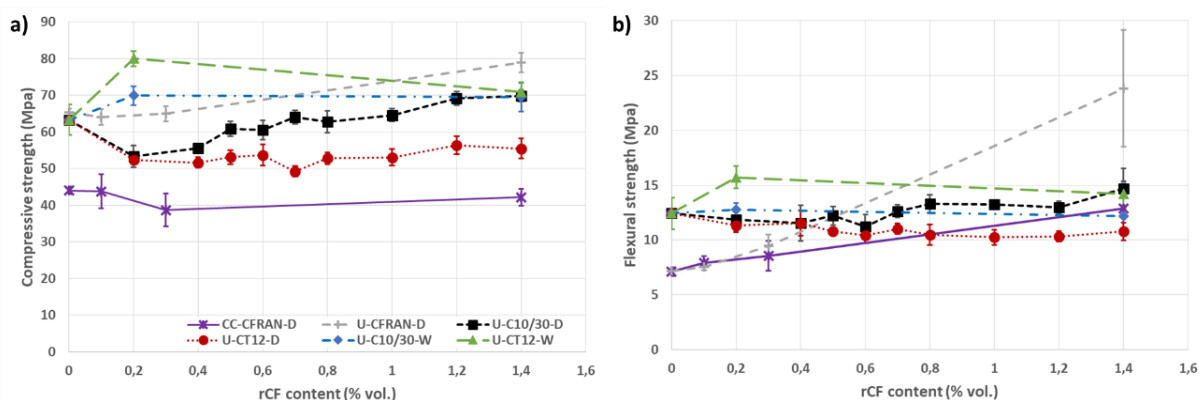 a)
Compressive strength (Mpa)
90
80
70
60
50
40
30
20
10
0
CC-CFRAN-D U-CFRAN-D U-C10/30-D
U-CT12-D U-C10/30-W U-CT12-W
0 0,2 0,4 0,6 0,8 1 1,2 1,4 1,6
rCF content (% vol.)
b)
Flexural strength (Mpa)
30
25
20
15
10
5
0
0 0,2 0,4 0,6 0,8 1 1,2 1,4 1,6
rCF content (% vol.)